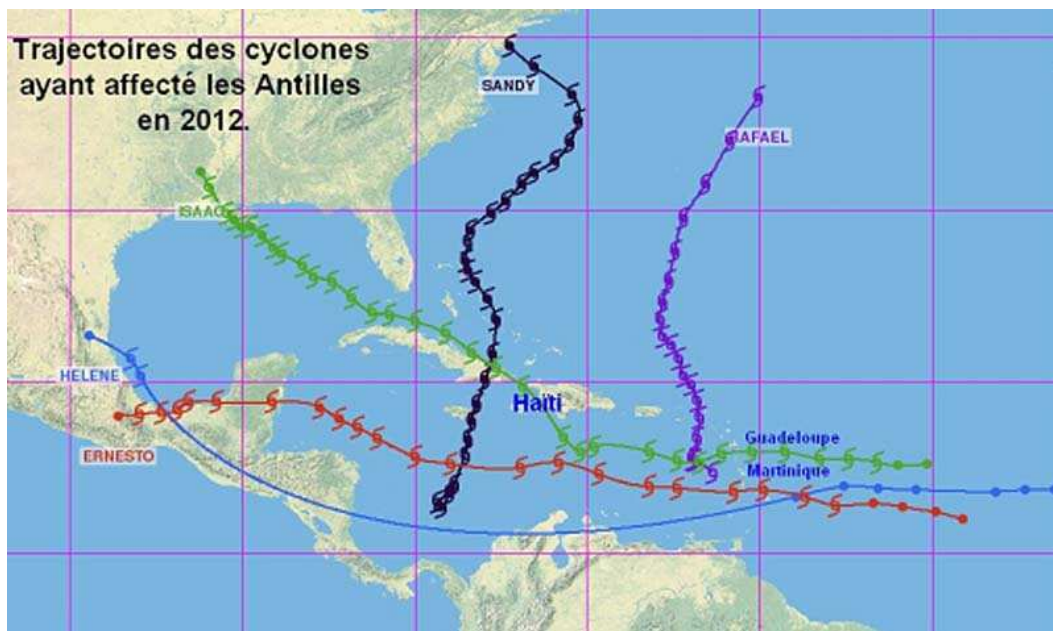 Trajectoires des cyclones
ayant affecté les Antilles
en 2012.
SANDY
RAFAEL
ISAAC
HELENE
Haïti
Guadeloupe
ERNESTO
Martinique